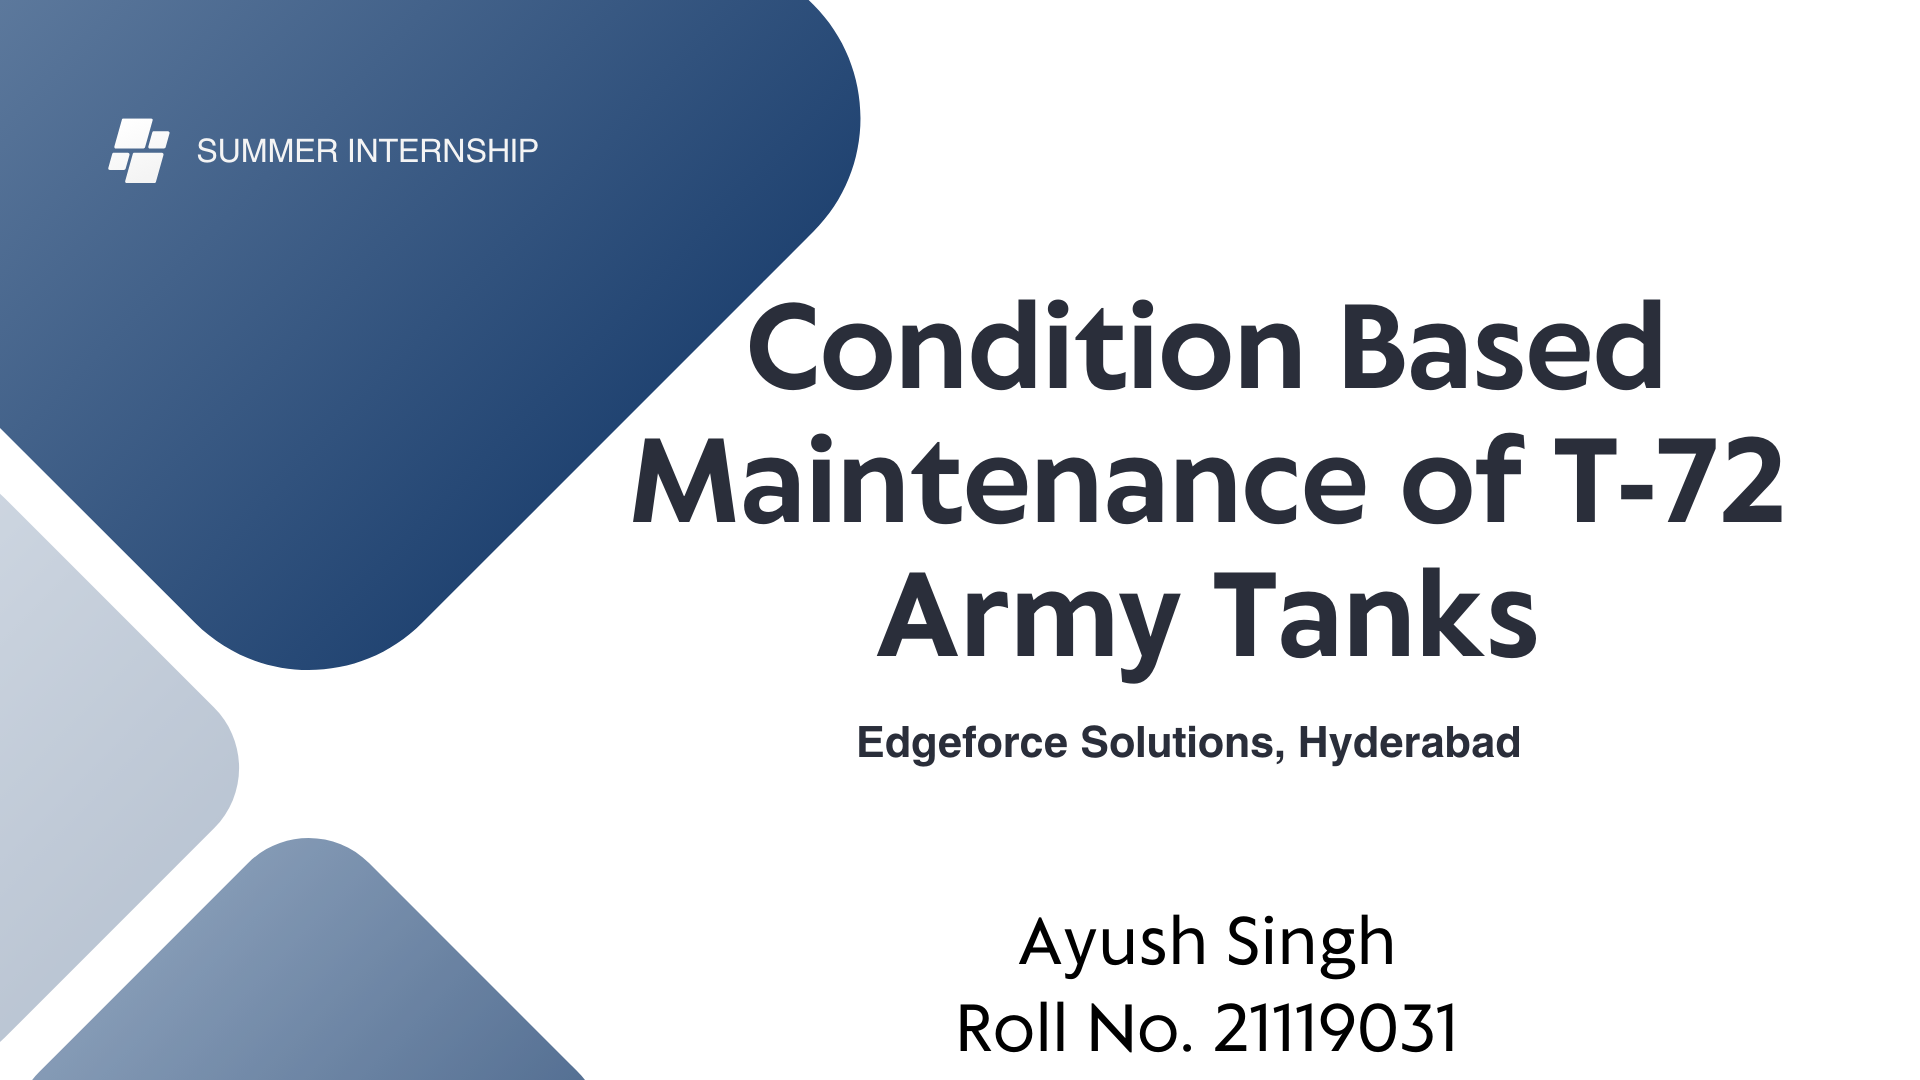 SUMMER INTERNSHIP
Condition Based
Maintenance of T-72
Army Tanks
Edgeforce Solutions, Hyderabad
Ayush Singh
Roll No. 21119031